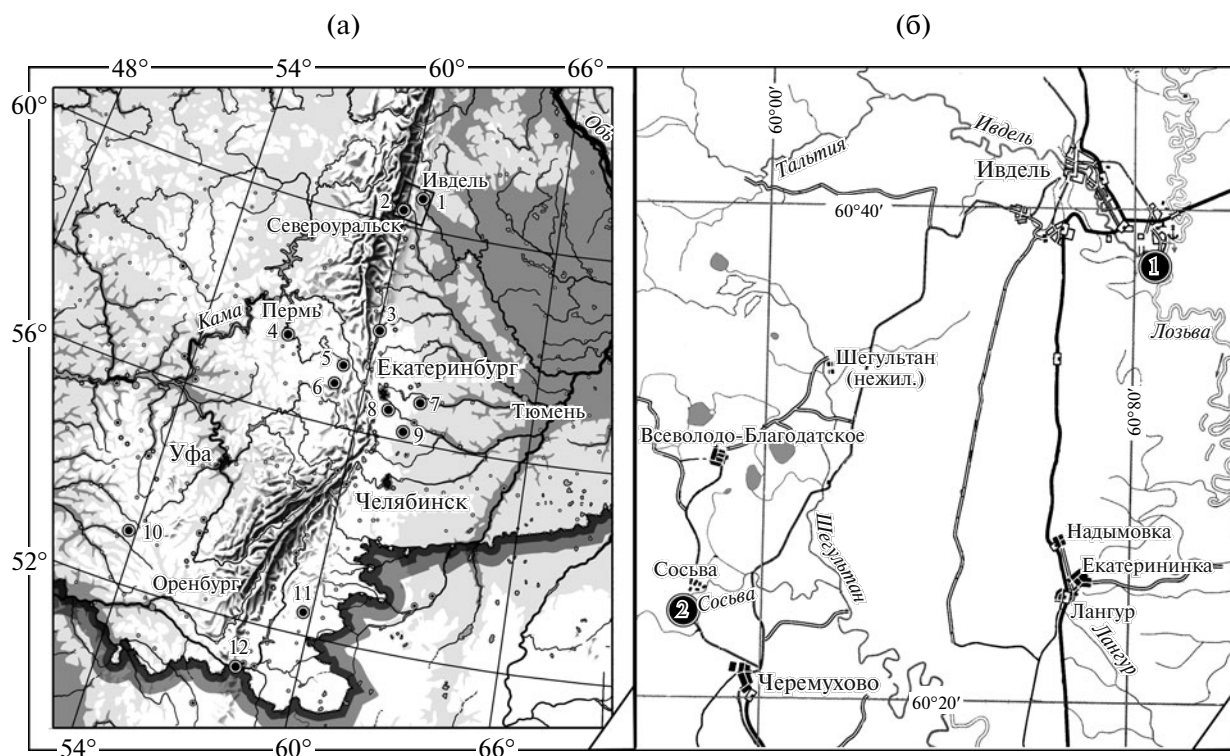 (а)
(б)
48°
54°
60°
66°
60°
56°
52°
54°
60°
66°
Обь
Ивдель
1
2
Североуральск
Кама
Пермь
4
3
5
6
Екатеринбург
7
8
9
Тюмень
Уфа
Челябинск
10
Оренбург
11
12
60°00′
Ивдель
Тальтия
Ивдель
60°40′
1
Лозьва
Шегультан
(нежил.)
60°80′
Всеволодо-Благодатское
Шегультан
Надымовка
Екатерининка
Сосьва
2
Сосьва
Лангур
Лангур
Черемухово
60°20′